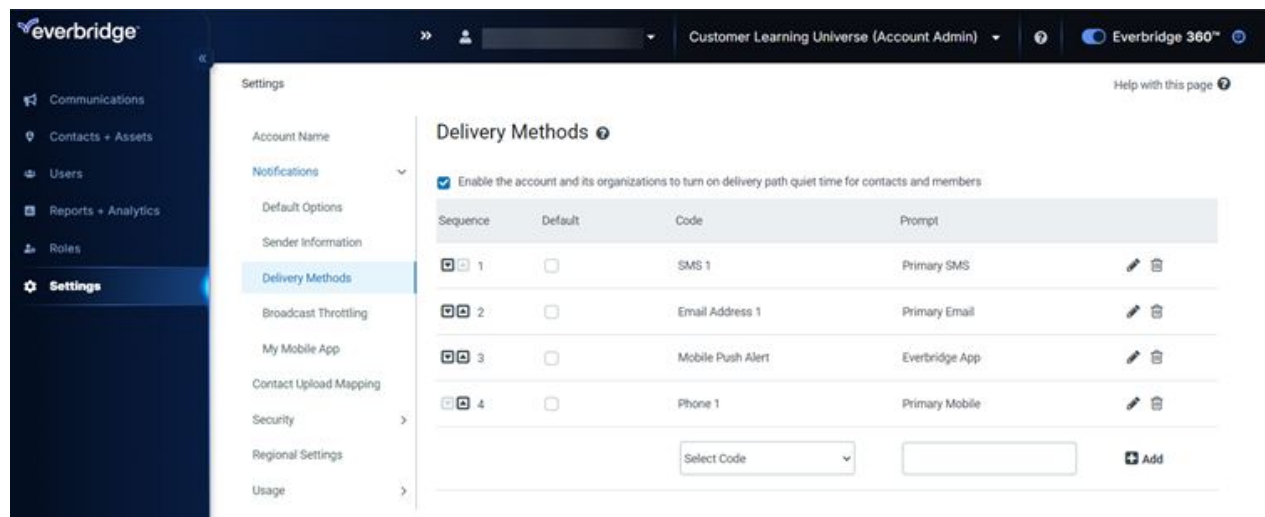 everbridge
Customer Learning Universe (Account Admin)
Everbridge 360™
Communications
Contacts + Assets
Users
Reports + Analytics
Roles
Settings
Settings
Help with this page
Account Name
Notifications
Default Options
Sender Information
Delivery Methods
Broadcast Throttling
My Mobile App
Contact Upload Mapping
Security
Regional Settings
Usage
Delivery Methods
Enable the account and its organizations to turn on delivery path quiet time for contacts and members
Sequence Default Code Prompt
1 SMS 1 Primary SMS
2 Email Address 1 Primary Email
3 Mobile Push Alert Everbridge App
4 Phone 1 Primary Mobile
Select Code Add